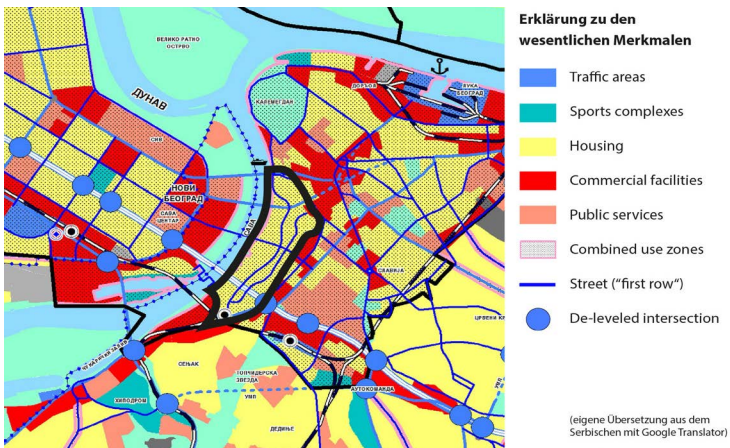 ВЕЛИКО РАТНО
ОСТРВО
ДУНАВ
КАЛЕМЕГДАН
ДОРЋОЛ
ЛУКА
БЕОГРАД
НОВИ
БЕОГРАД
САВА
ЦЕНТАР
САВА
СЛАВИЈА
ЦРВЕНИ К
СЕЊАК
ТОПЧИДЕРСКА
ЗВЕЗДА
ХИПОДРОМ
АУТОКОМАНДА
ДЕДИЊЕ
Erklärung zu den
wesentlichen Merkmalen
Traffic areas
Sports complexes
Housing
Commercial facilities
Public services
Combined use zones
Street ("first row“)
De-leveled intersection
(eigene Übersetzung aus dem
Serbischen mit Google Translator)